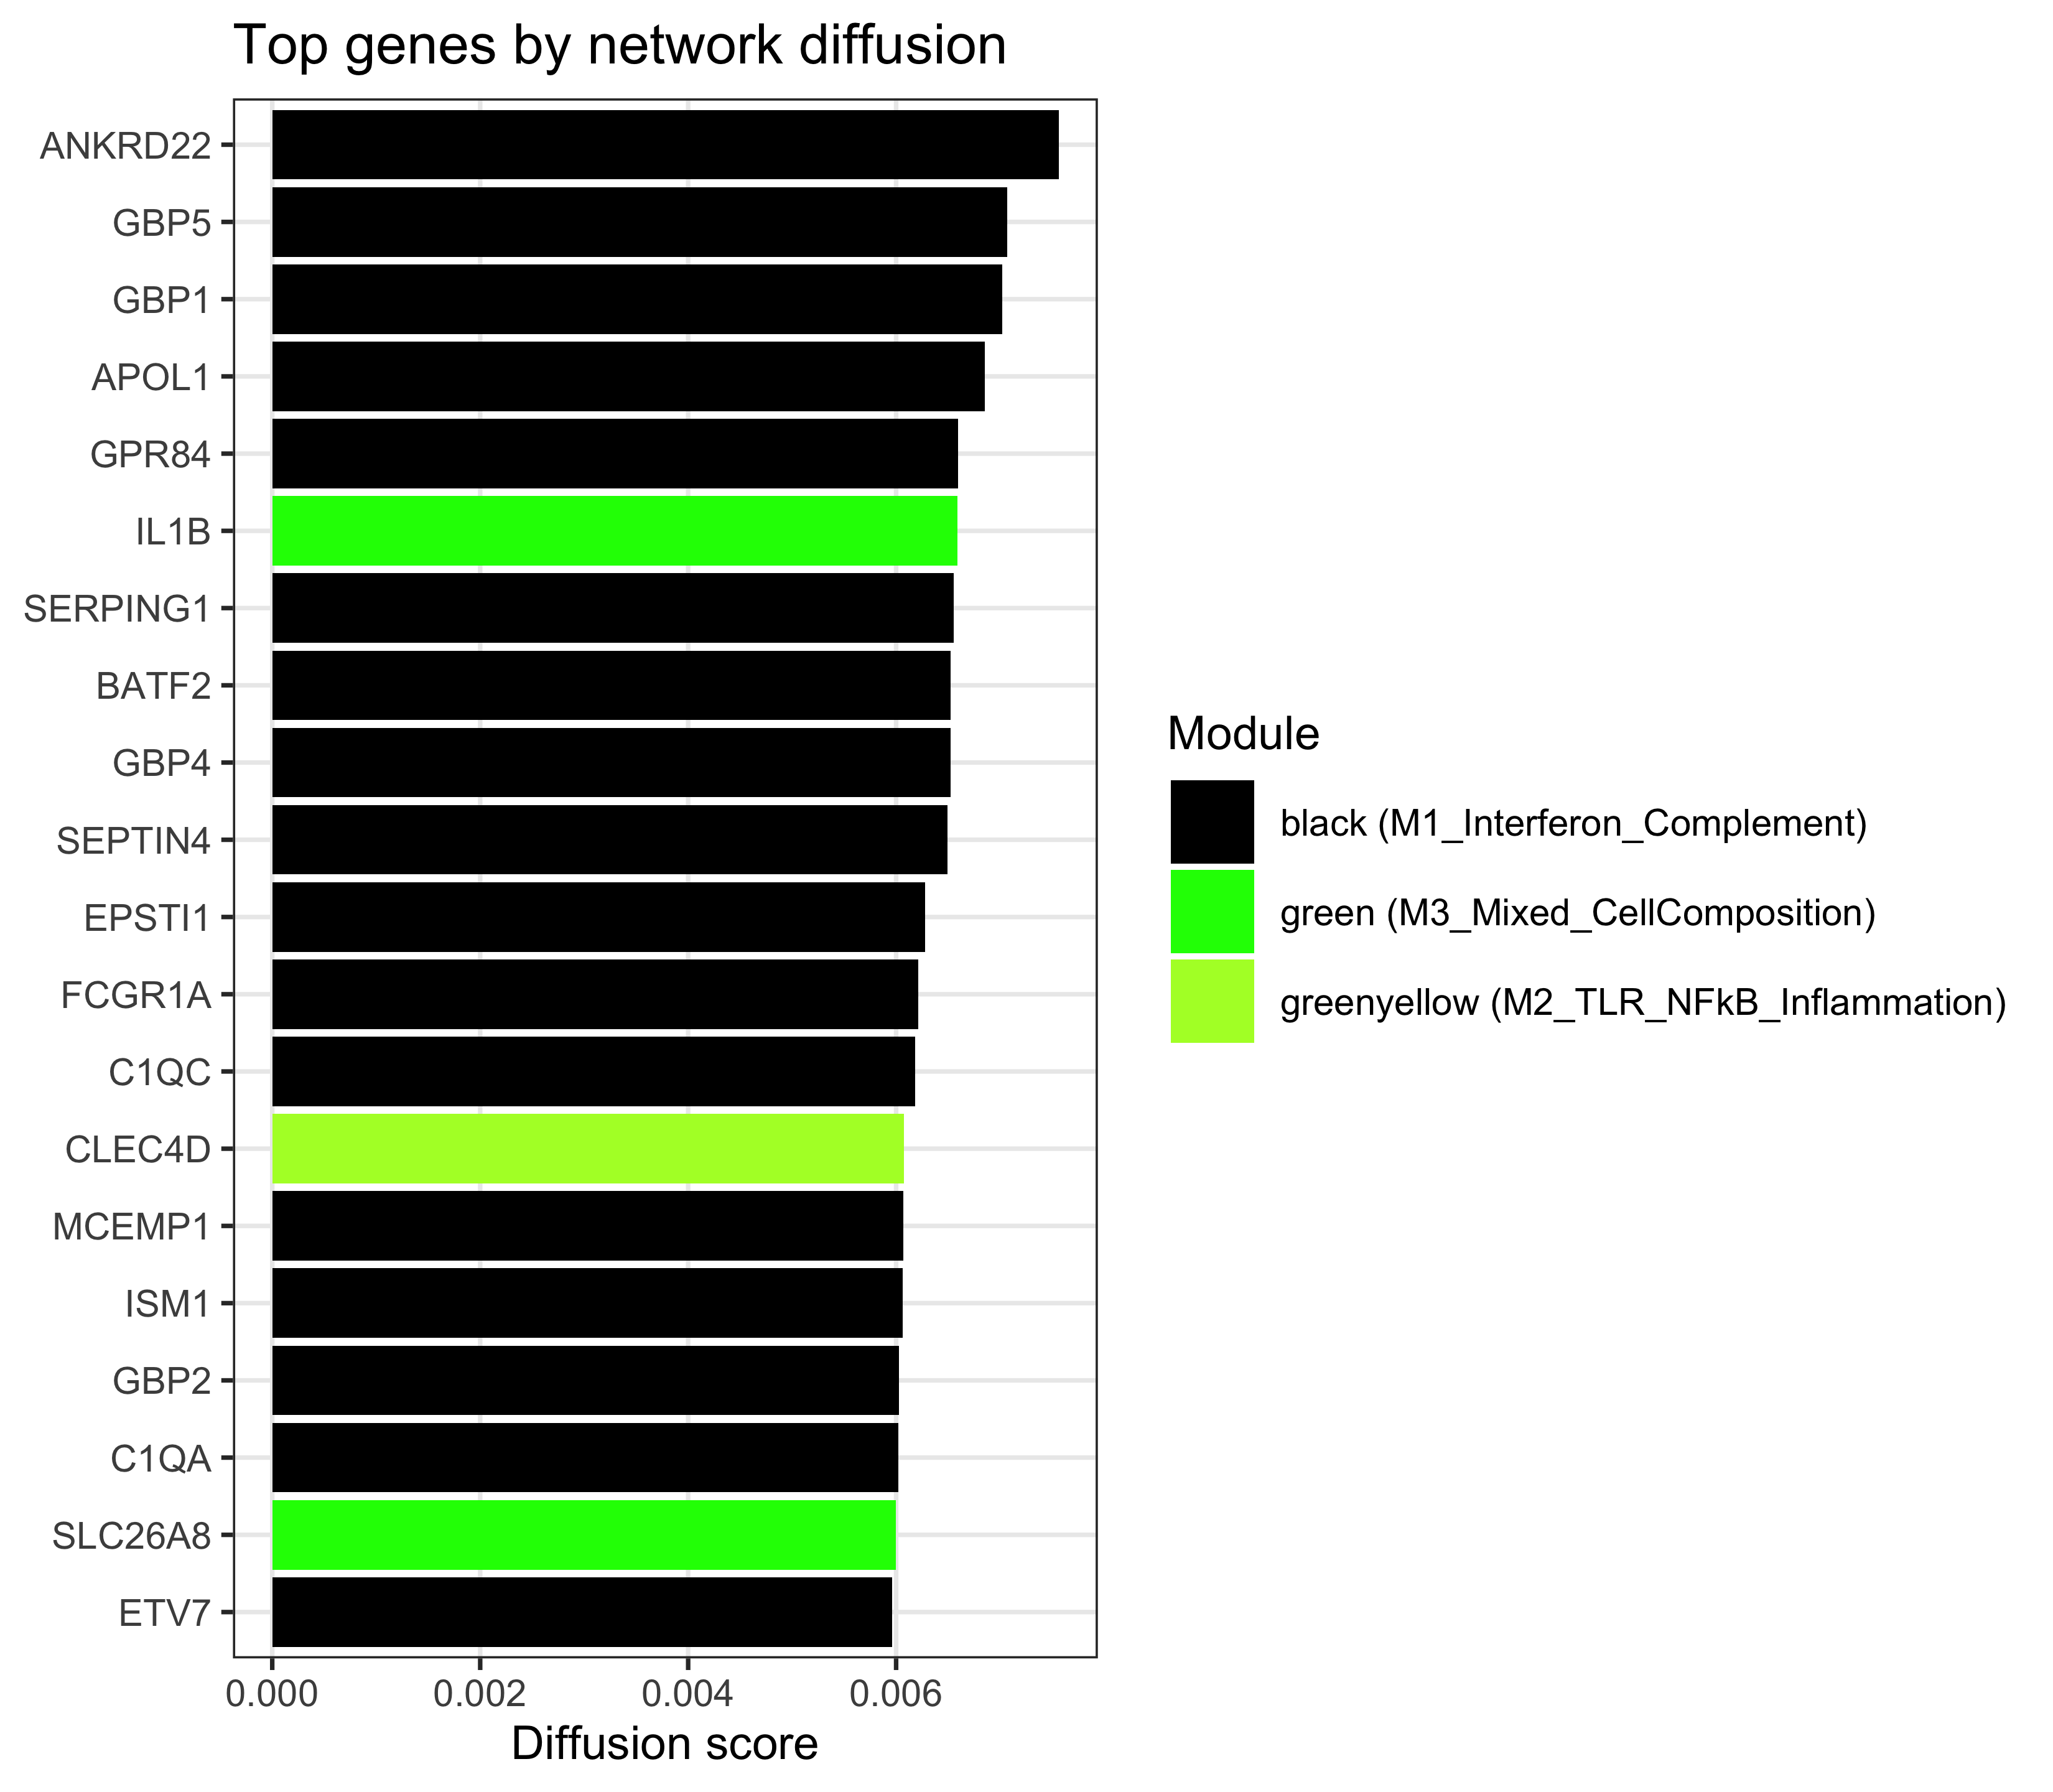 Top genes by network diffusion
ANKRD22
GBP5
GBP1
APOL1
GPR84
IL1B
SERPING1
BATF2
GBP4
SEPTIN4
EPSTI1
FCGR1A
C1QC
CLEC4D
MCEMP1
ISM1
GBP2
C1QA
SLC26A8
ETV7
0.000 0.002 0.004 0.006
Diffusion score
Module
black (M1_Interferon_Complement)
green (M3_Mixed_CellComposition)
greenyellow (M2_TLR_NFkB_Inflammation)